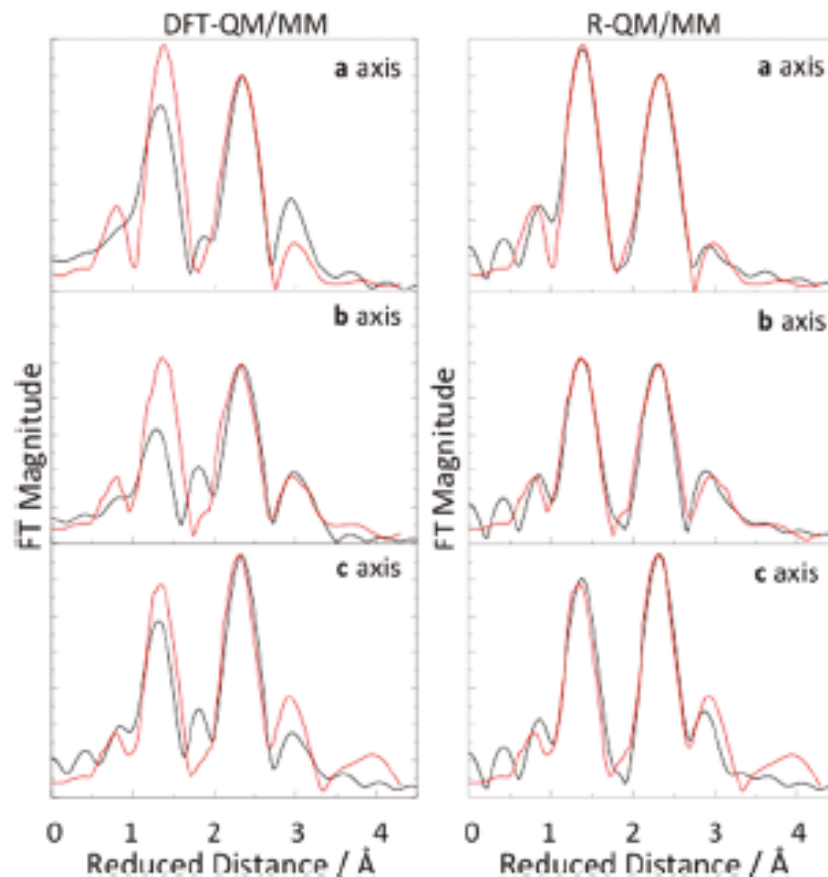 DFT-QM/MM
R-QM/MM
a axis
a axis
b axis
b axis
c axis
c axis
FT Magnitude
FT Magnitude
0 1 2 3 4
0 1 2 3 4
Reduced Distance / Å
Reduced Distance / Å